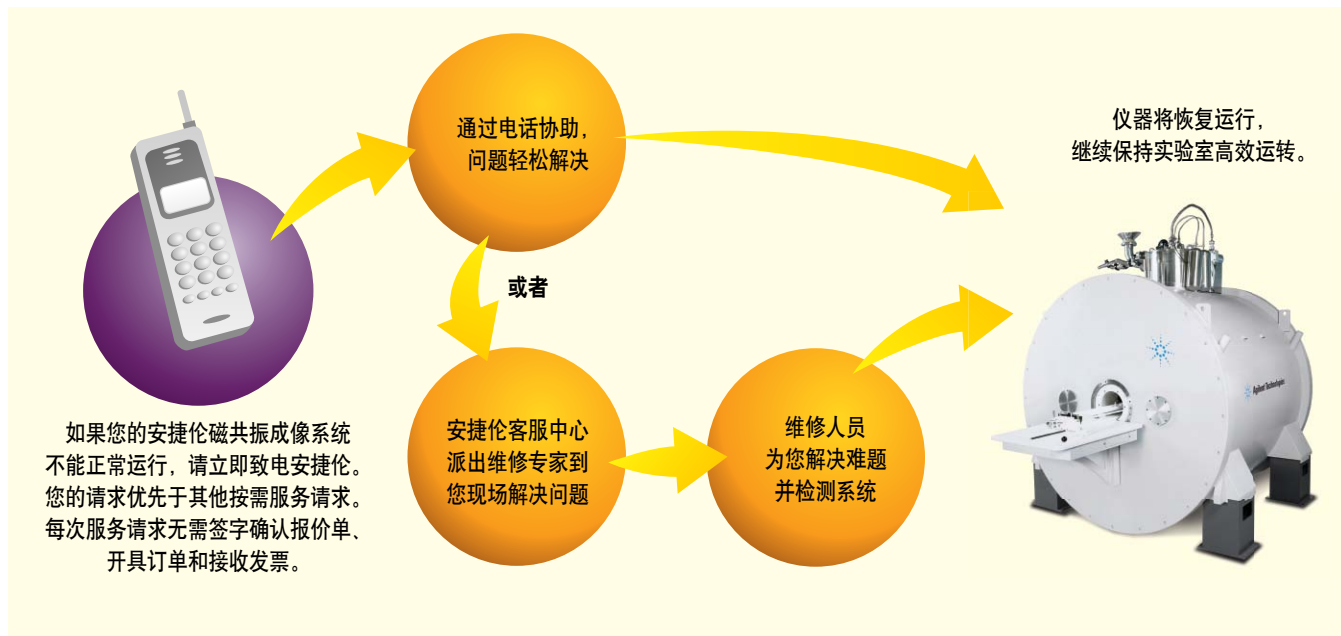 如果您的安捷伦磁共振成像系统
不能正常运行，请立即致电安捷伦。
您的请求优先于其他按需服务请求。
每次服务请求无需签字确认报价单、
开具订单和接收发票。
通过电话协助，
问题轻松解决
或者
安捷伦客服中心
派出维修专家到
您现场解决问题
维修人员
为您解决难题
并检测系统
仪器将恢复运行，
继续保持实验室高效运转。
Agilent Technologies